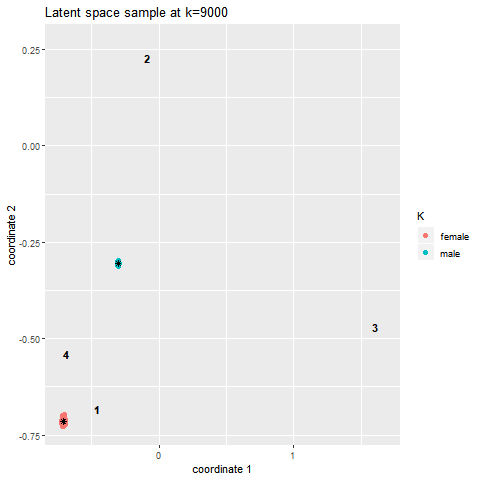 Latent space sample at k=9000
0.25
0.00
-0.25
-0.50
-0.75
coordinate 2
2
3
4
1
0
1
coordinate 1
K
female
male